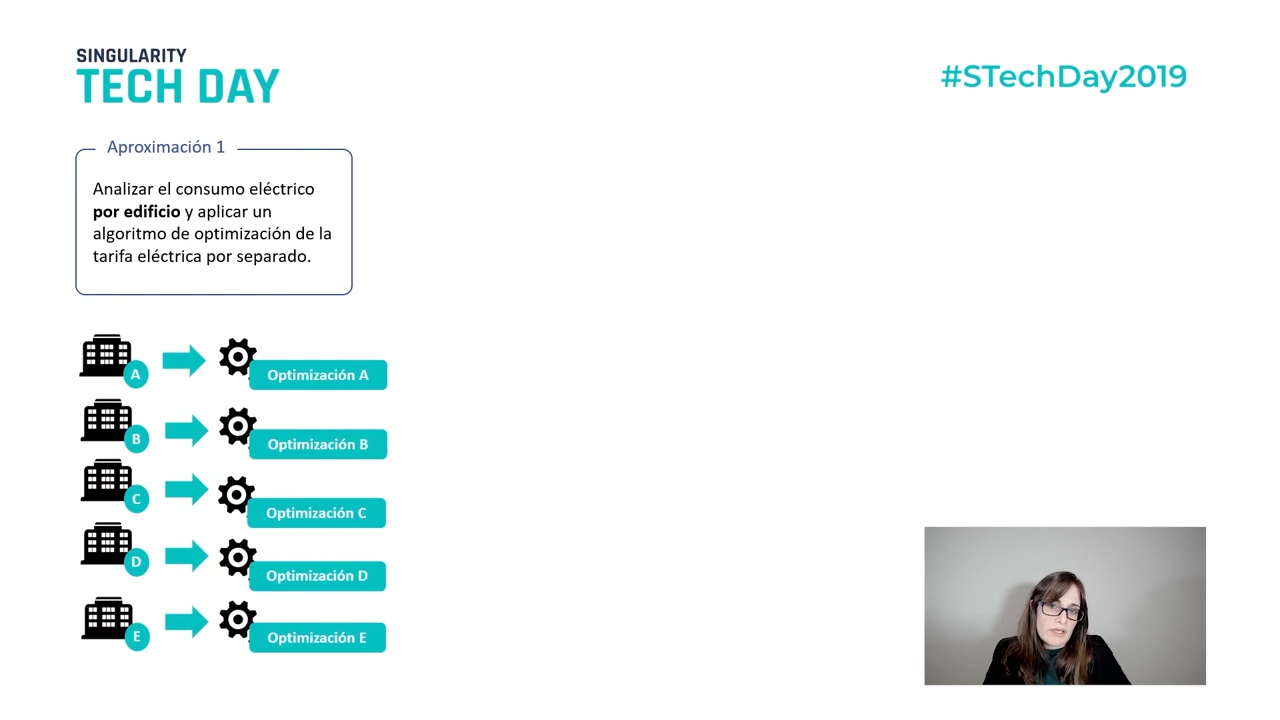 SINGULARITY
TECH DAY
#STechDay2019
Aproximación 1
Analizar el consumo eléctrico
por edificio y aplicar un
algoritmo de optimización de la
tarifa eléctrica por separado.
A
Optimización A
B
Optimización B
C
Optimización C
D
Optimización D
E
Optimización E